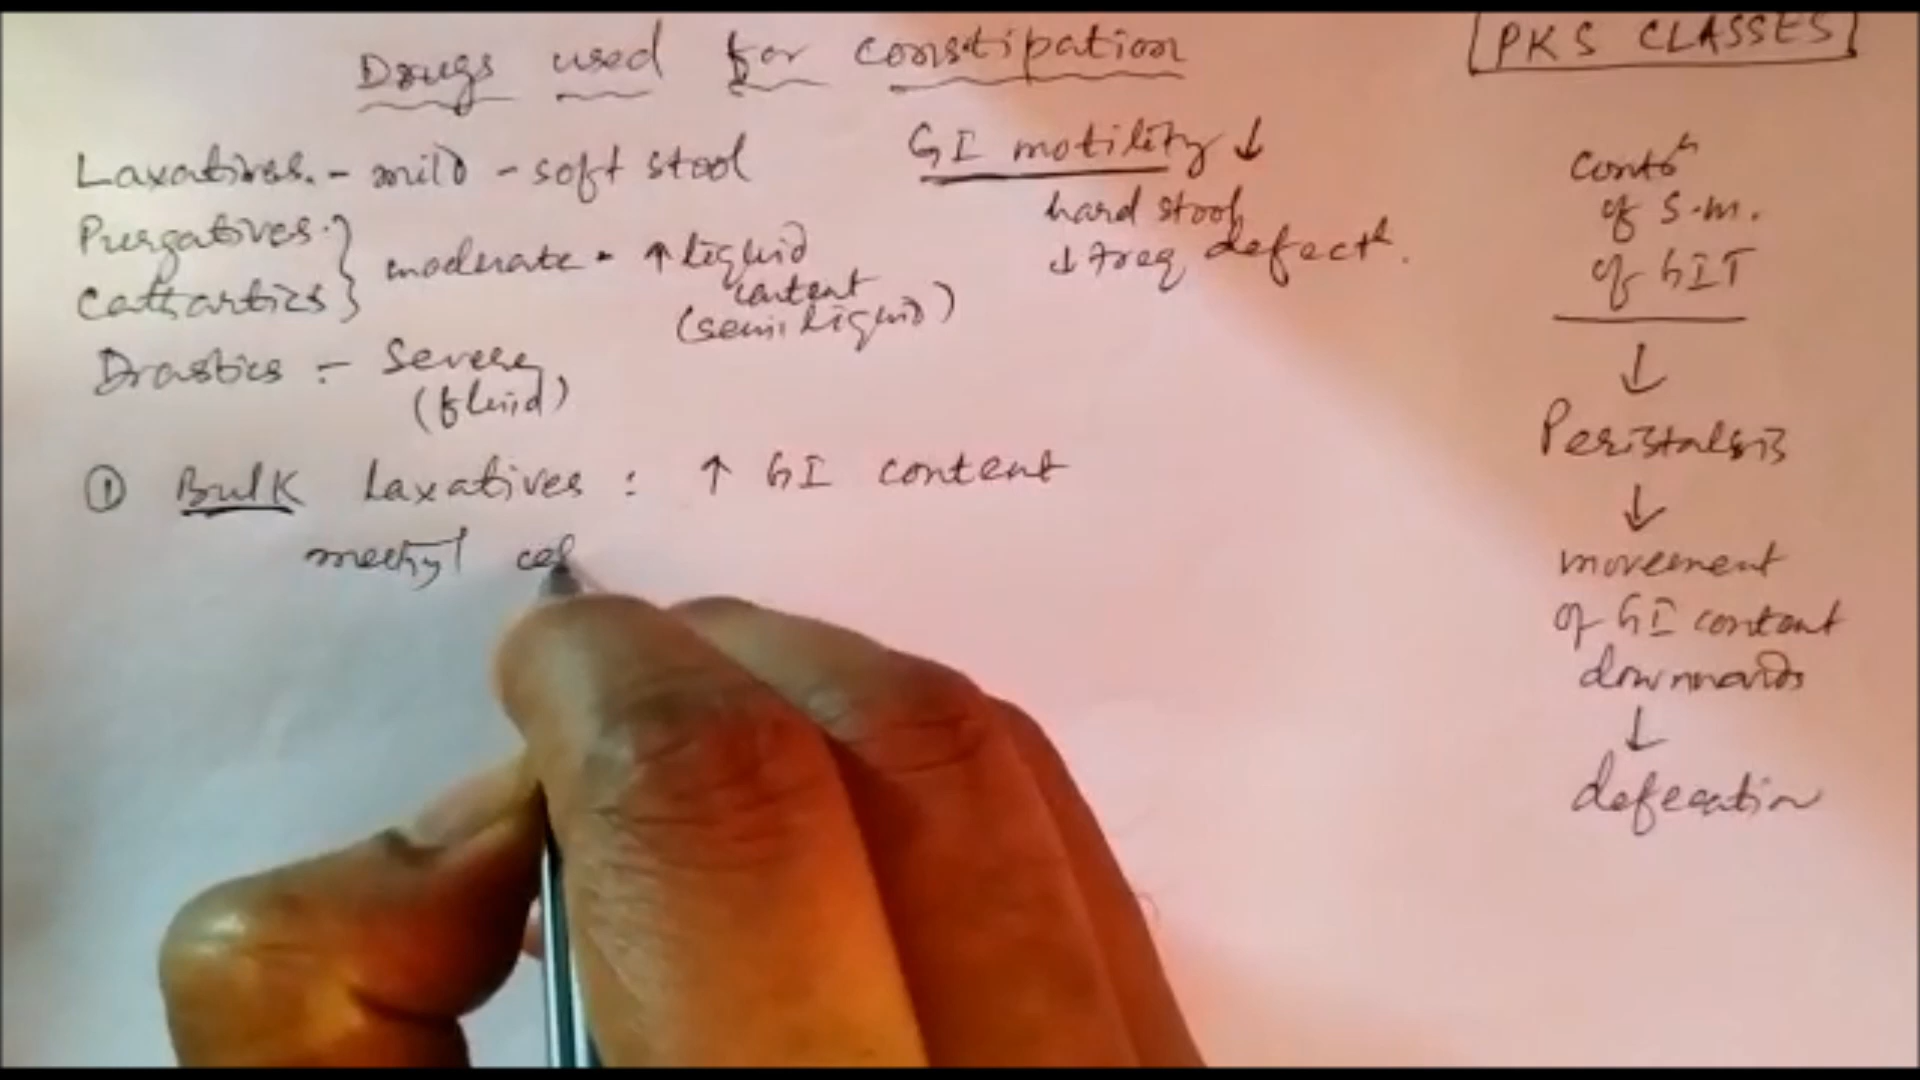 Drugs used for constipation
PKS CLASSES
Laxatives. - mild - soft stool
Purgatives.
Cathartics
moderate - ↑ liquid
content
(semi liquid)
Drastics :- Severe
(fluid)
GI motility ↓
hard stool
↓ freq defect^n.
① Bulk Laxatives : ↑ GI content
methyl cel
Cont^n
of S.M.
of GIT
↓
Peristalsis
↓
movement
of GI content
downwards
↓
defecation